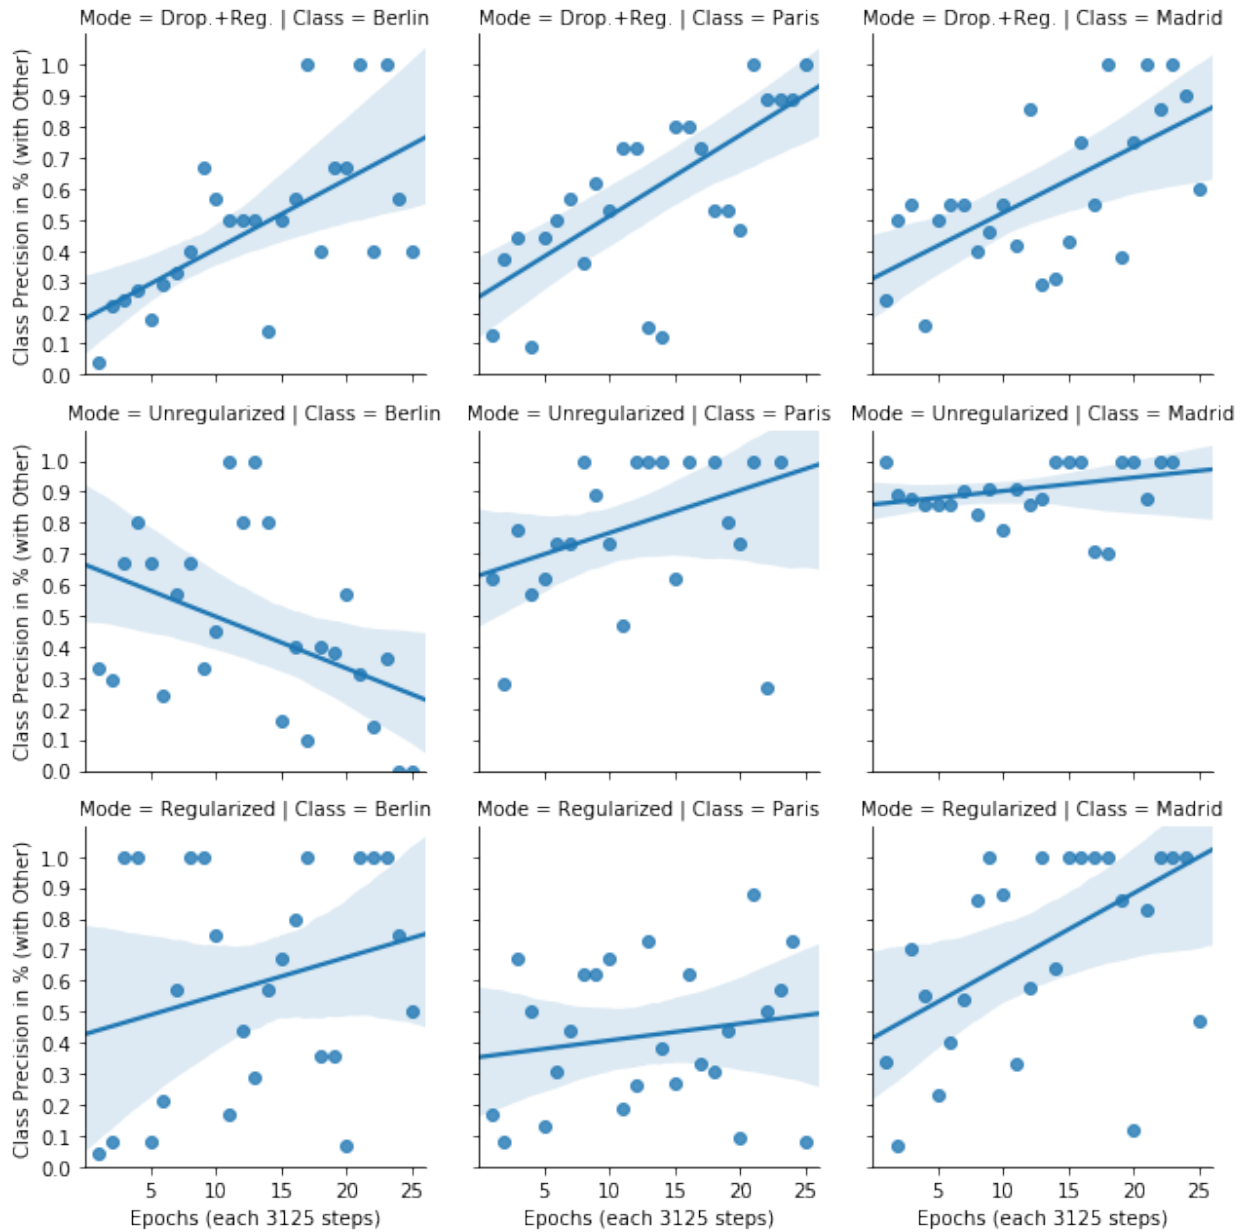 Mode = Drop.+Reg. | Class = Berlin
Mode = Drop.+Reg. | Class = Paris
Mode = Drop.+Reg. | Class = Madrid
Class Precision in % (with Other)
1.0
0.9
0.8
0.7
0.6
0.5
0.4
0.3
0.2
0.1
0.0
Mode = Unregularized | Class = Berlin
Mode = Unregularized | Class = Paris
Mode = Unregularized | Class = Madrid
Class Precision in % (with Other)
1.0
0.9
0.8
0.7
0.6
0.5
0.4
0.3
0.2
0.1
0.0
Mode = Regularized | Class = Berlin
Mode = Regularized | Class = Paris
Mode = Regularized | Class = Madrid
Class Precision in % (with Other)
1.0
0.9
0.8
0.7
0.6
0.5
0.4
0.3
0.2
0.1
0.0
5 10 15 20
5 10 15 20
5 10 15 20
Epochs (each 3125 steps)
Epochs (each 3125 steps)
Epochs (each 3125 steps)